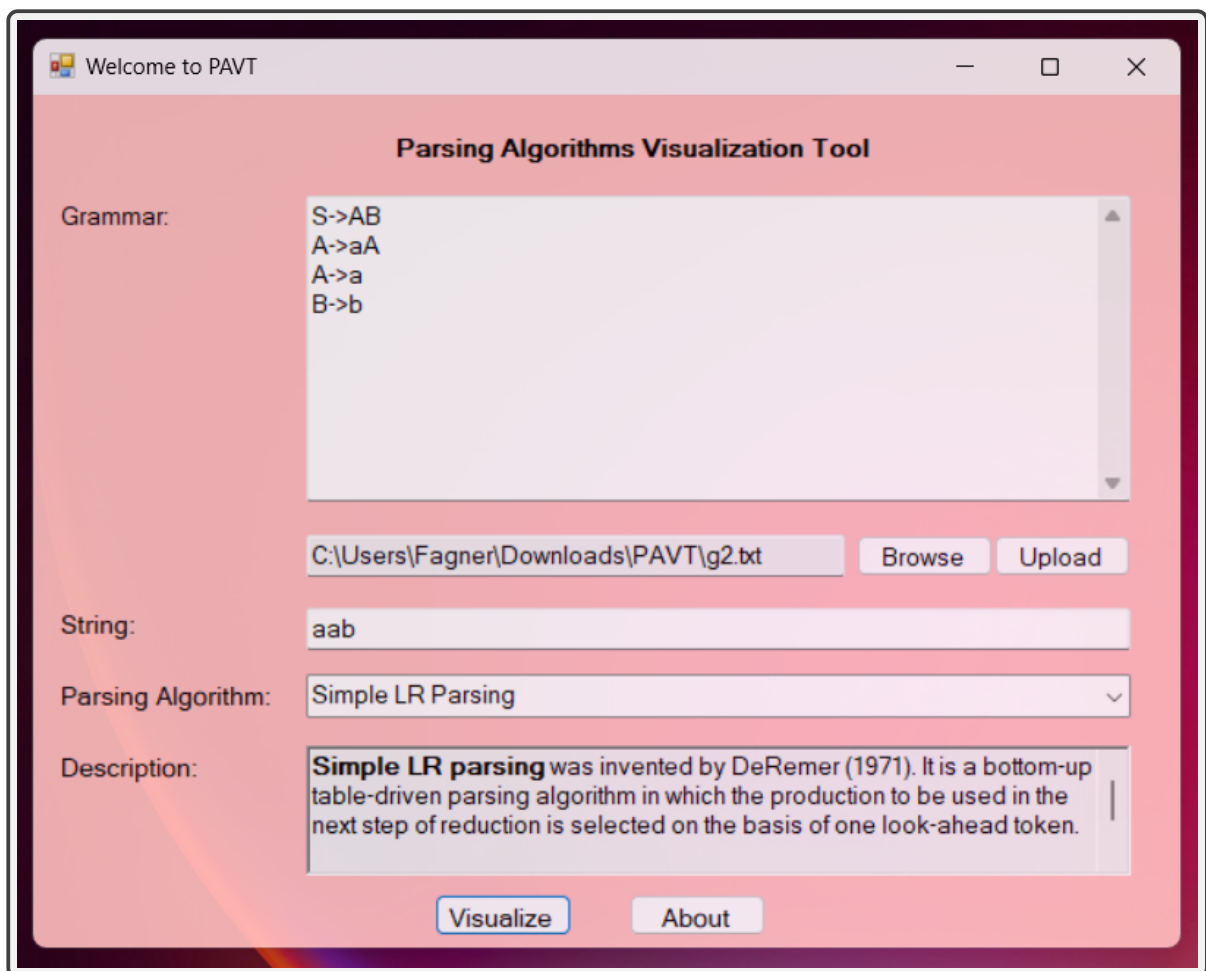 Welcome to PAVT
Parsing Algorithms Visualization Tool
Grammar:
S->AB
A->aA
A->a
B->b
C:\Users\Fagner\Downloads\PAVT\g2.txt
Browse
Upload
String:
aab
Parsing Algorithm:
Simple LR Parsing
Description:
Simple LR parsing was invented by DeRemer (1971). It is a bottom-up
table-driven parsing algorithm in which the production to be used in the
next step of reduction is selected on the basis of one look-ahead token.
Visualize
About